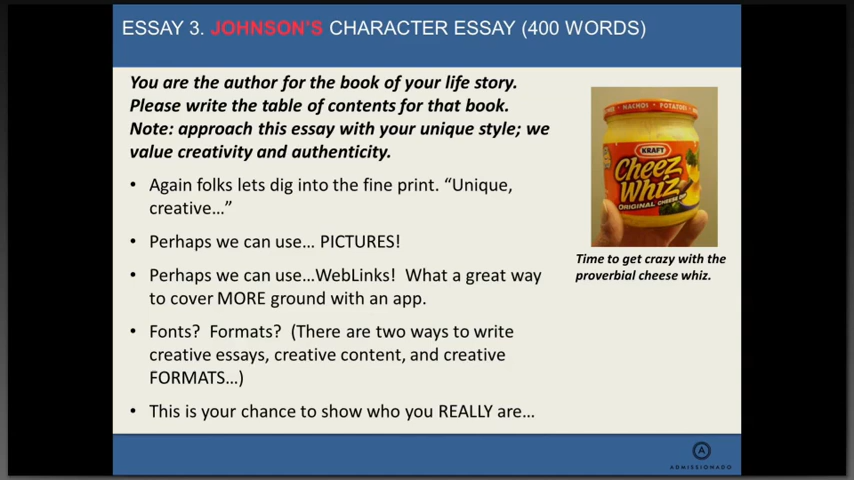 ESSAY 3. JOHNSON'S CHARACTER ESSAY (400 WORDS)
You are the author for the book of your life story.
Please write the table of contents for that book.
Note: approach this essay with your unique style; we
value creativity and authenticity.
• Again folks lets dig into the fine print. “Unique,
creative…”
• Perhaps we can use… PICTURES!
• Perhaps we can use…WebLinks!  What a great way
to cover MORE ground with an app.
• Fonts?  Formats?  (There are two ways to write
creative essays, creative content, and creative
FORMATS…)
• This is your chance to show who you REALLY are…
NACHOS • POTATOES
KRAFT
Cheez
Whiz
ORIGINAL CHEESE DIP
Time to get crazy with the
proverbial cheese whiz.
A
ADMISSIONADO